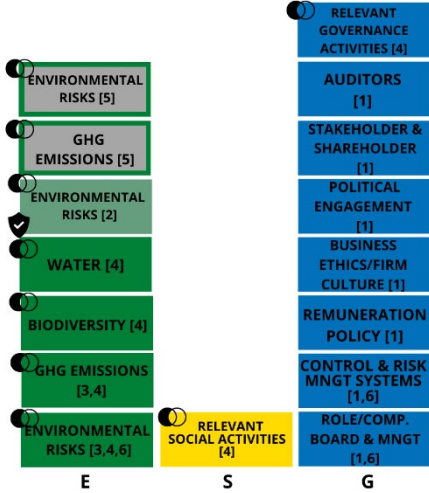 RELEVANT
GOVERNANCE
ACTIVITIES [4]
ENVIRONMENTAL
RISKS [5]
AUDITORS
[1]
GHG
EMISSIONS [5]
STAKEHOLDER &
SHAREHOLDER
[1]
ENVIRONMENTAL
RISKS [2]
POLITICAL
ENGAGEMENT
[1]
WATER [4]
BUSINESS
ETHICS/FIRM
CULTURE [1]
BIODIVERSITY [4]
REMUNERATION
POLICY [1]
GHG EMISSIONS
[3,4]
CONTROL & RISK
MNGT SYSTEMS
[1,6]
ENVIRONMENTAL
RISKS [3,4,6]
RELEVANT
SOCIAL ACTIVITIES
[4]
ROLE/COMP.
BOARD & MNGT
[1,6]
E
S
G